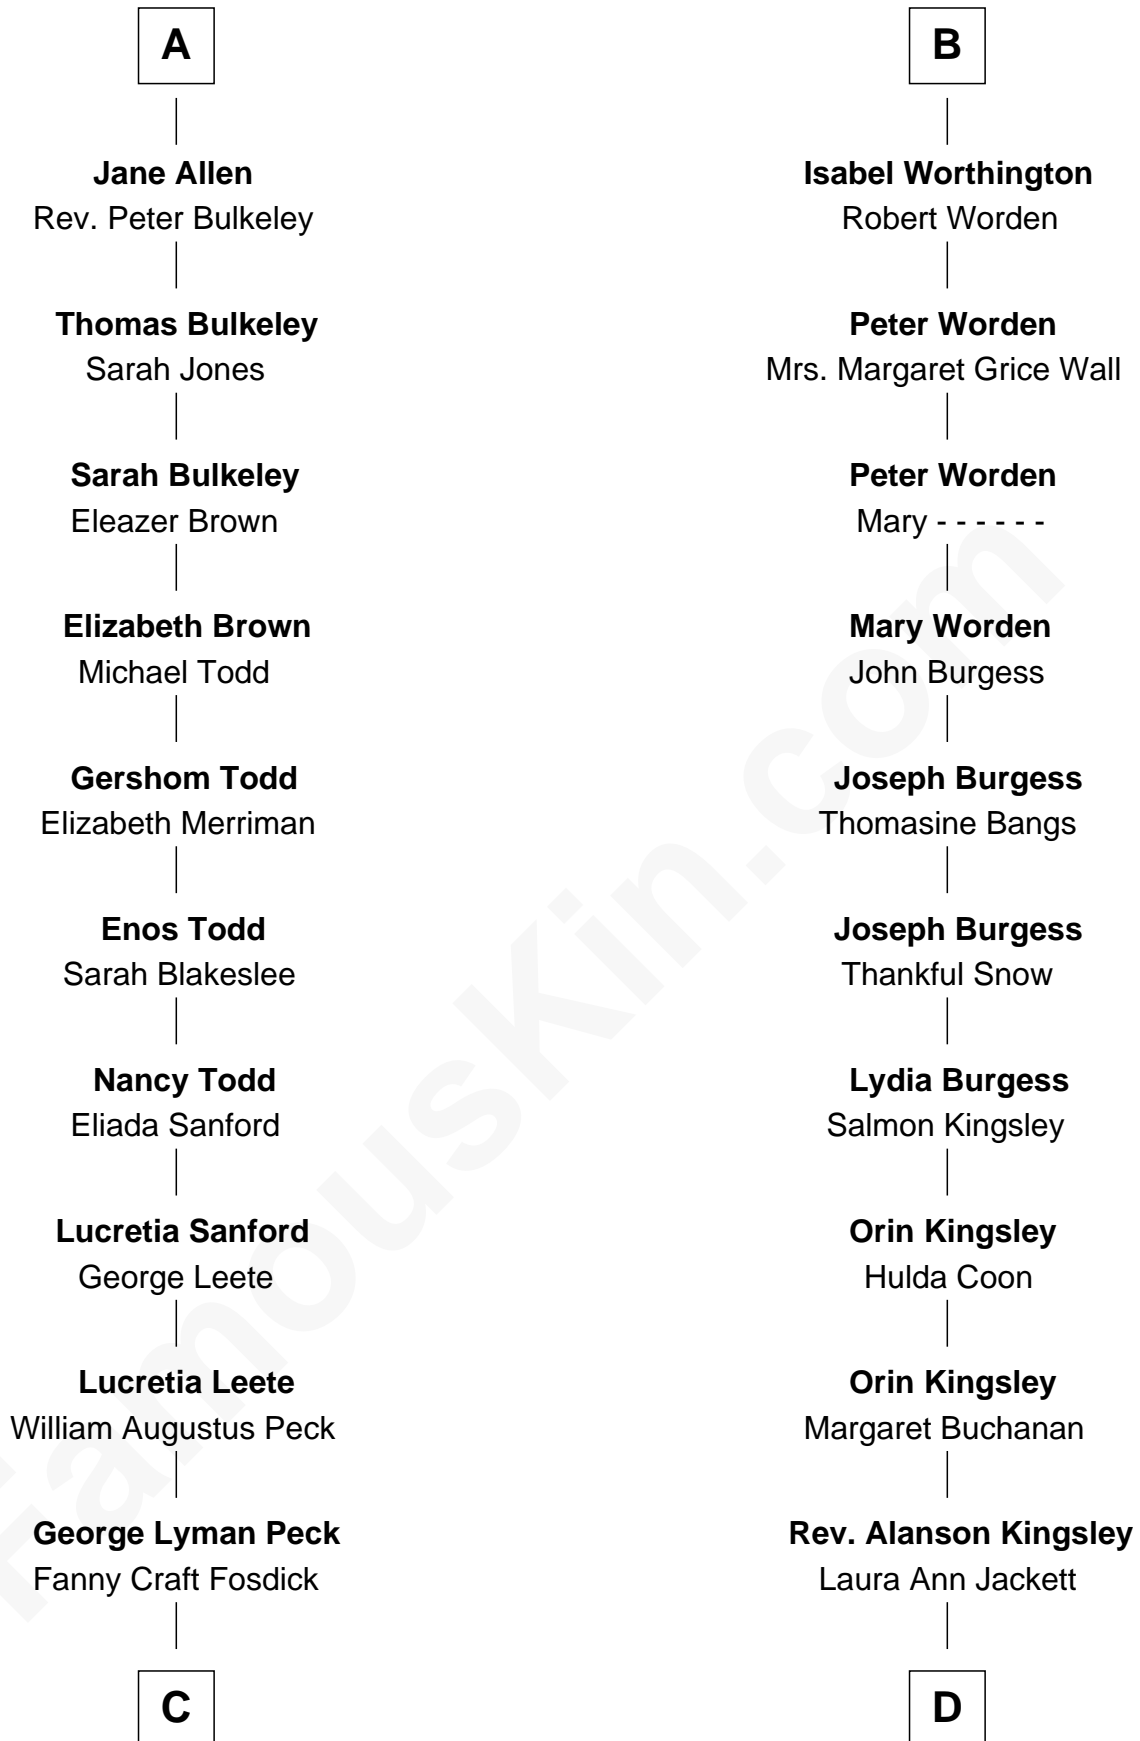 A
Jane Allen
Rev. Peter Bulkeley
Thomas Bulkeley
Sarah Jones
Sarah Bulkeley
Eleazer Brown
Elizabeth Brown
Michael Todd
Gershom Todd
Elizabeth Merriman
Enos Todd
Sarah Blakeslee
Nancy Todd
Eliada Sanford
Lucretia Sanford
George Leete
Lucretia Leete
William Augustus Peck
George Lyman Peck
Fanny Craft Fosdick
C
B
Isabel Worthington
Robert Worden
Peter Worden
Mrs. Margaret Grice Wall
Peter Worden
Mary - - - - - -
Mary Worden
John Burgess
Joseph Burgess
Thomasine Bangs
Joseph Burgess
Thankful Snow
Lydia Burgess
Salmon Kingsley
Orin Kingsley
Hulda Coon
Orin Kingsley
Margaret Buchanan
Rev. Alanson Kingsley
Laura Ann Jackett
D
FamousKin.com